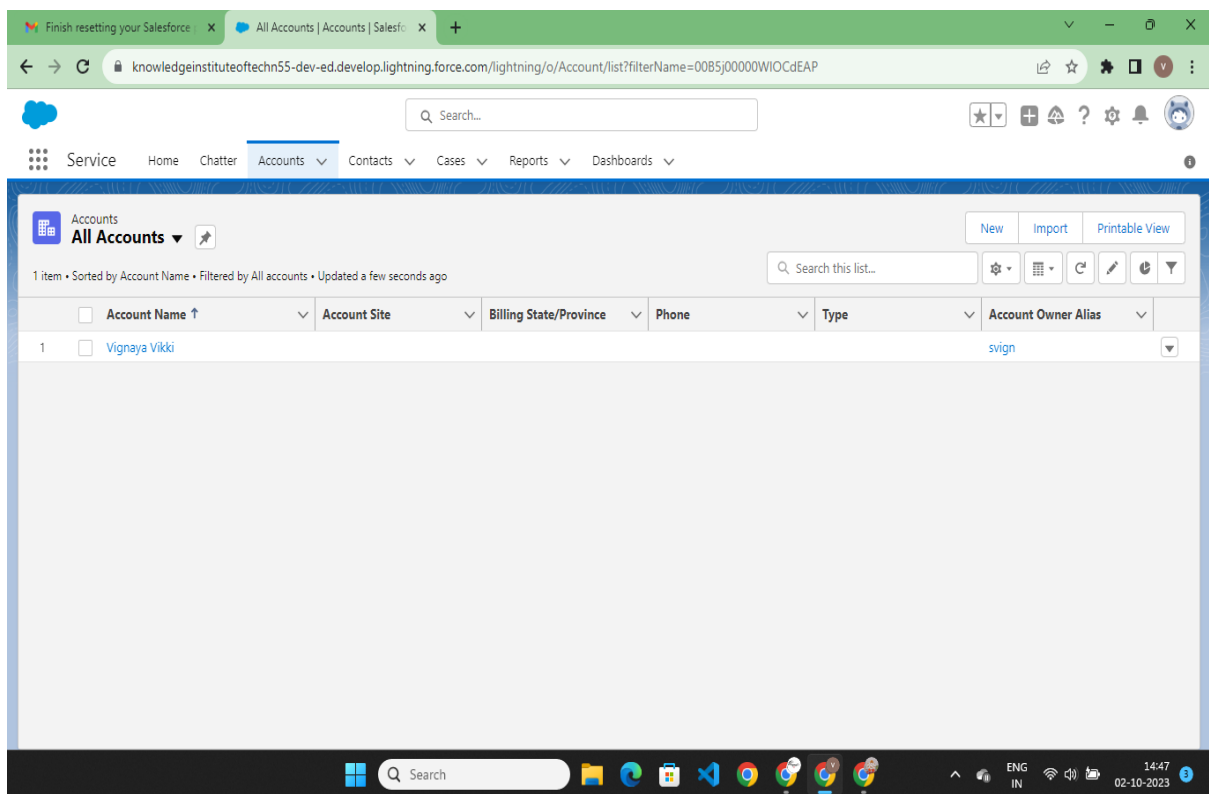 Finish resetting your Salesforce
All Accounts | Accounts | Salesfo
knowledgeinstituteoftechn55-dev-ed.develop.lightning.force.com/lightning/o/Account/list?filterName=00B5j00000WIOCdEAP
V
Search...
Service Home Chatter Accounts Contacts Cases Reports Dashboards
Accounts
All Accounts
New Import Printable View
1 item • Sorted by Account Name • Filtered by All accounts • Updated a few seconds ago
Search this list...
Account Name ↑ Account Site Billing State/Province Phone Type Account Owner Alias
1 Vignaya Vikki svign
Search
ENG
IN
14:47
02-10-2023
3